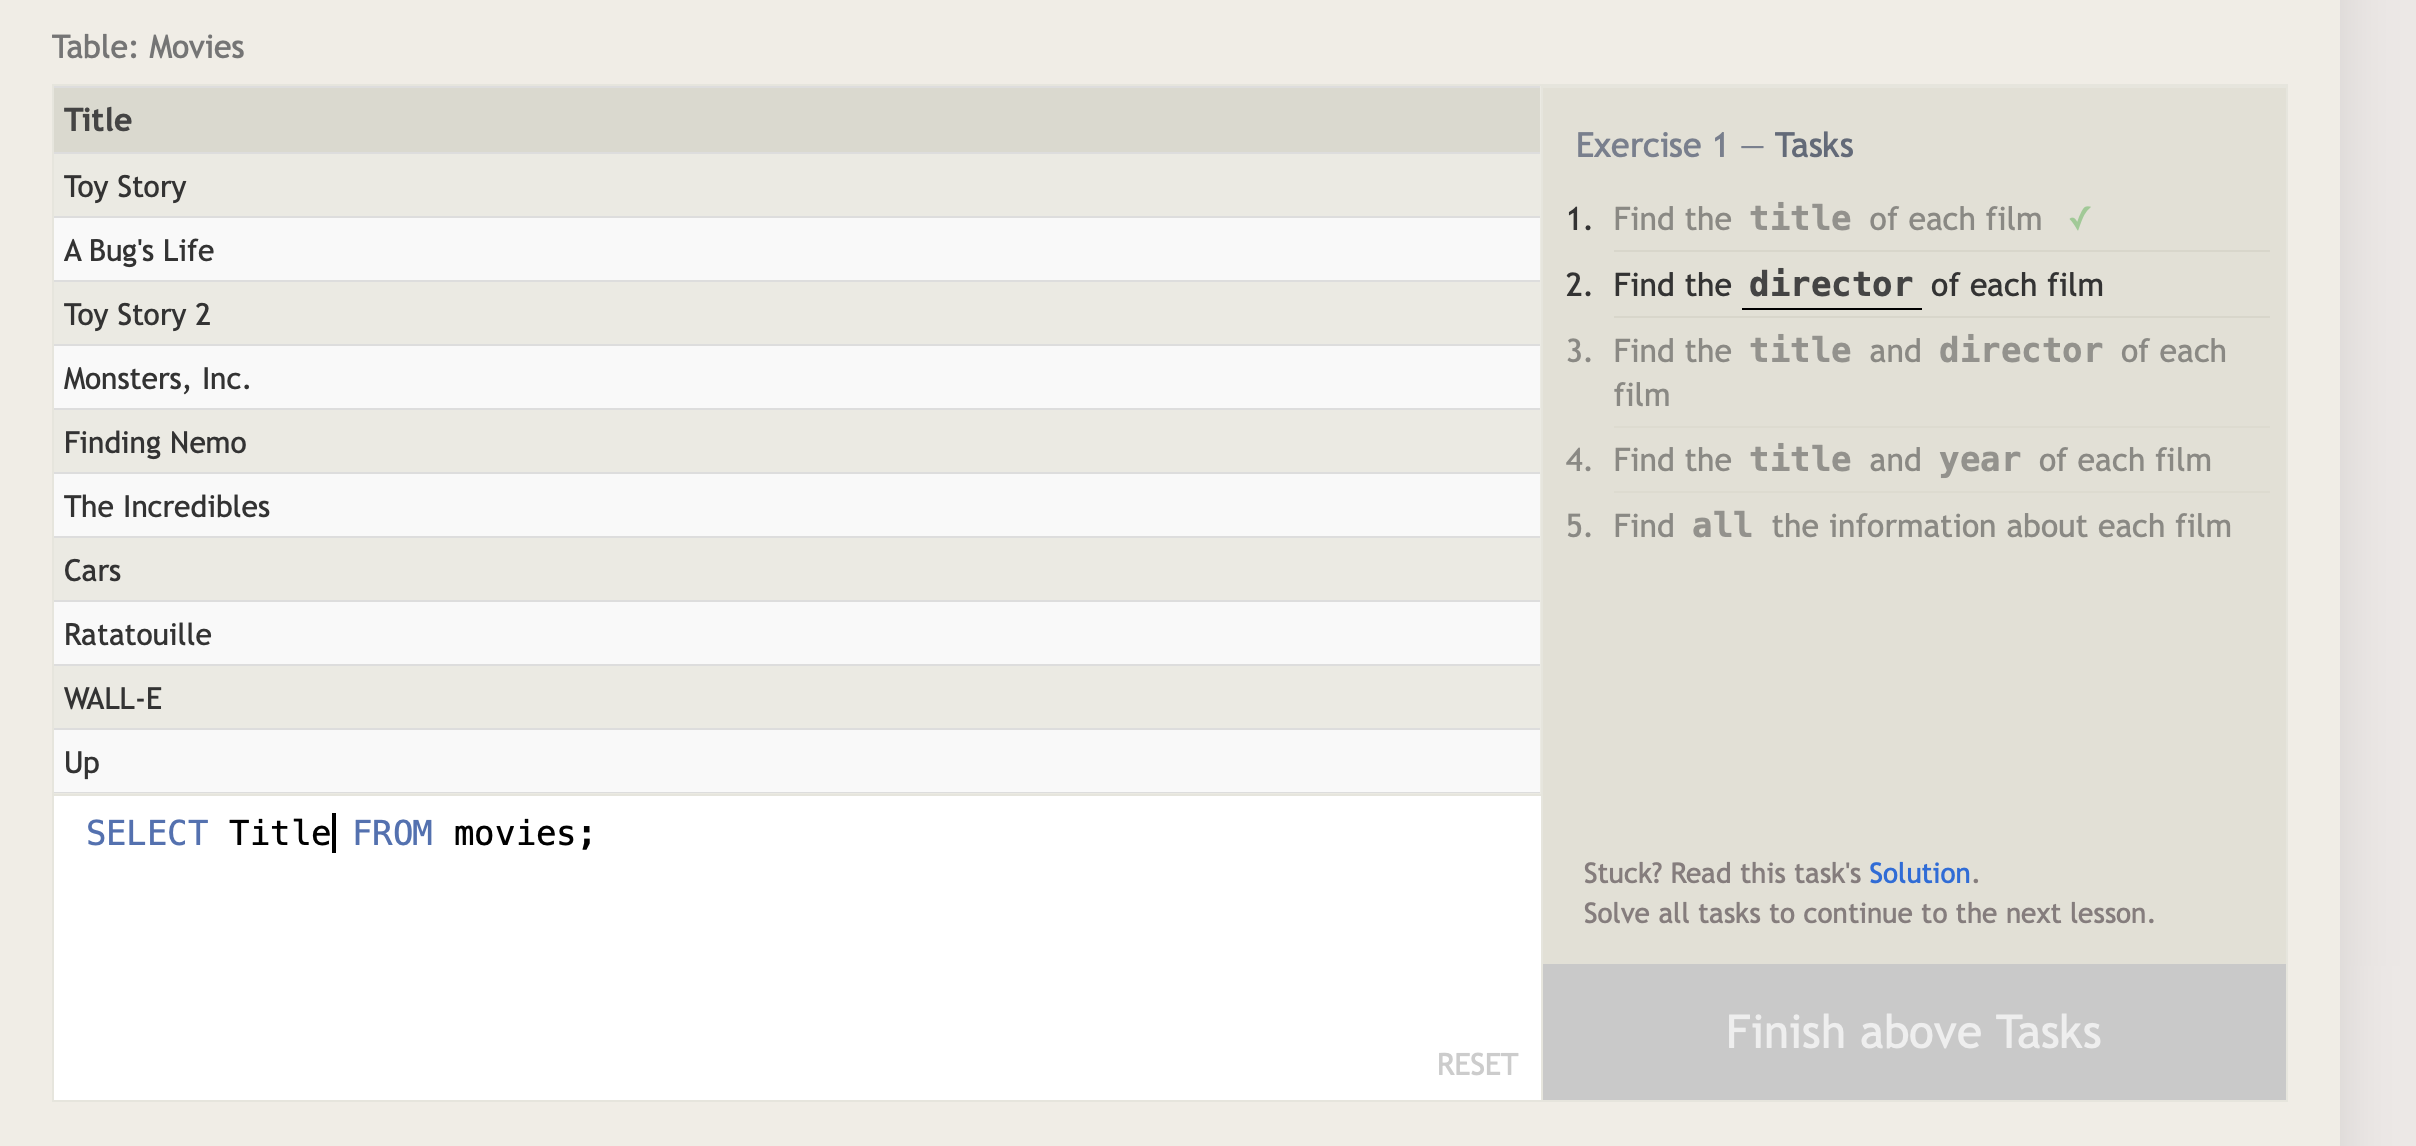 Table: Movies
Title
Toy Story
A Bug's Life
Toy Story 2
Monsters, Inc.
Finding Nemo
The Incredibles
Cars
Ratatouille
WALL-E
Up
SELECT Title FROM movies;
RESET
Exercise 1 — Tasks
1. Find the title of each film ✓
2. Find the director of each film
3. Find the title and director of each
film
4. Find the title and year of each film
5. Find all the information about each film
Stuck? Read this task's Solution.
Solve all tasks to continue to the next lesson.
Finish above Tasks